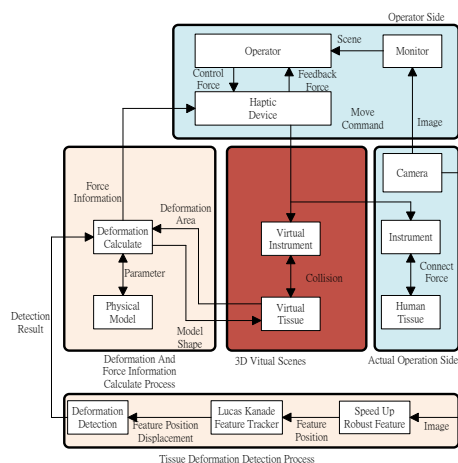 Operator Side
Operator
Scene
Monitor
Control
Force
Feedback
Force
Haptic
Device
Move
Command
Image
Force
Information
Deformation
Area
Camera
Deformation
Calculate
Virtual
Instrument
Instrument
Parameter
Collision
Connect
Force
Physical
Model
Virtual
Tissue
Human
Tissue
Detection
Result
Model
Shape
Deformation And
Force Information
Calculate Process
3D Vitual Scenes
Actual Operation Side
Deformation
Detection
Feature Position
Displacement
Lucas Kanade
Feature Tracker
Feature
Position
Speed Up
Robust Feature
Image
Tissue Deformation Detection Process